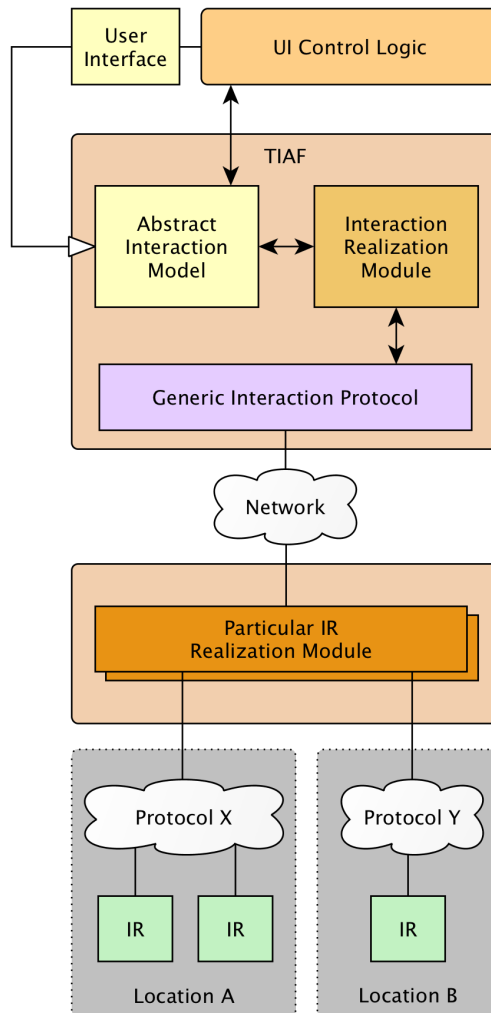 User
Interface
UI Control Logic
TIAF
Abstract
Interaction
Model
Interaction
Realization
Module
Generic Interaction Protocol
Network
Particular IR
Realization Module
Protocol X
Protocol Y
IR
IR
IR
Location A
Location B